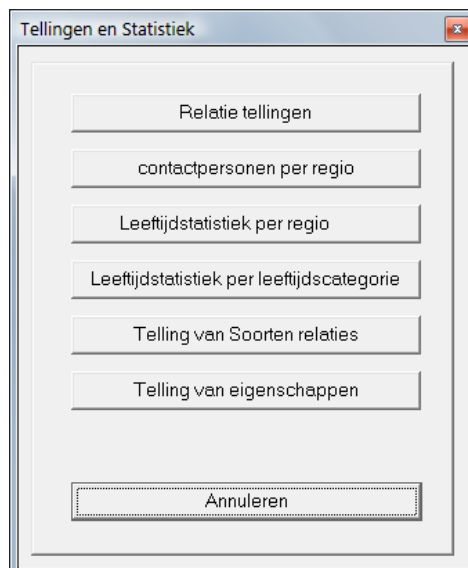 Tellingen en Statistiek
Relatie tellingen
contactpersonen per regio
Leeftijdstatistiek per regio
Leeftijdstatistiek per leeftijdscategorie
Telling van Soorten relaties
Telling van eigenschappen
Annuleren